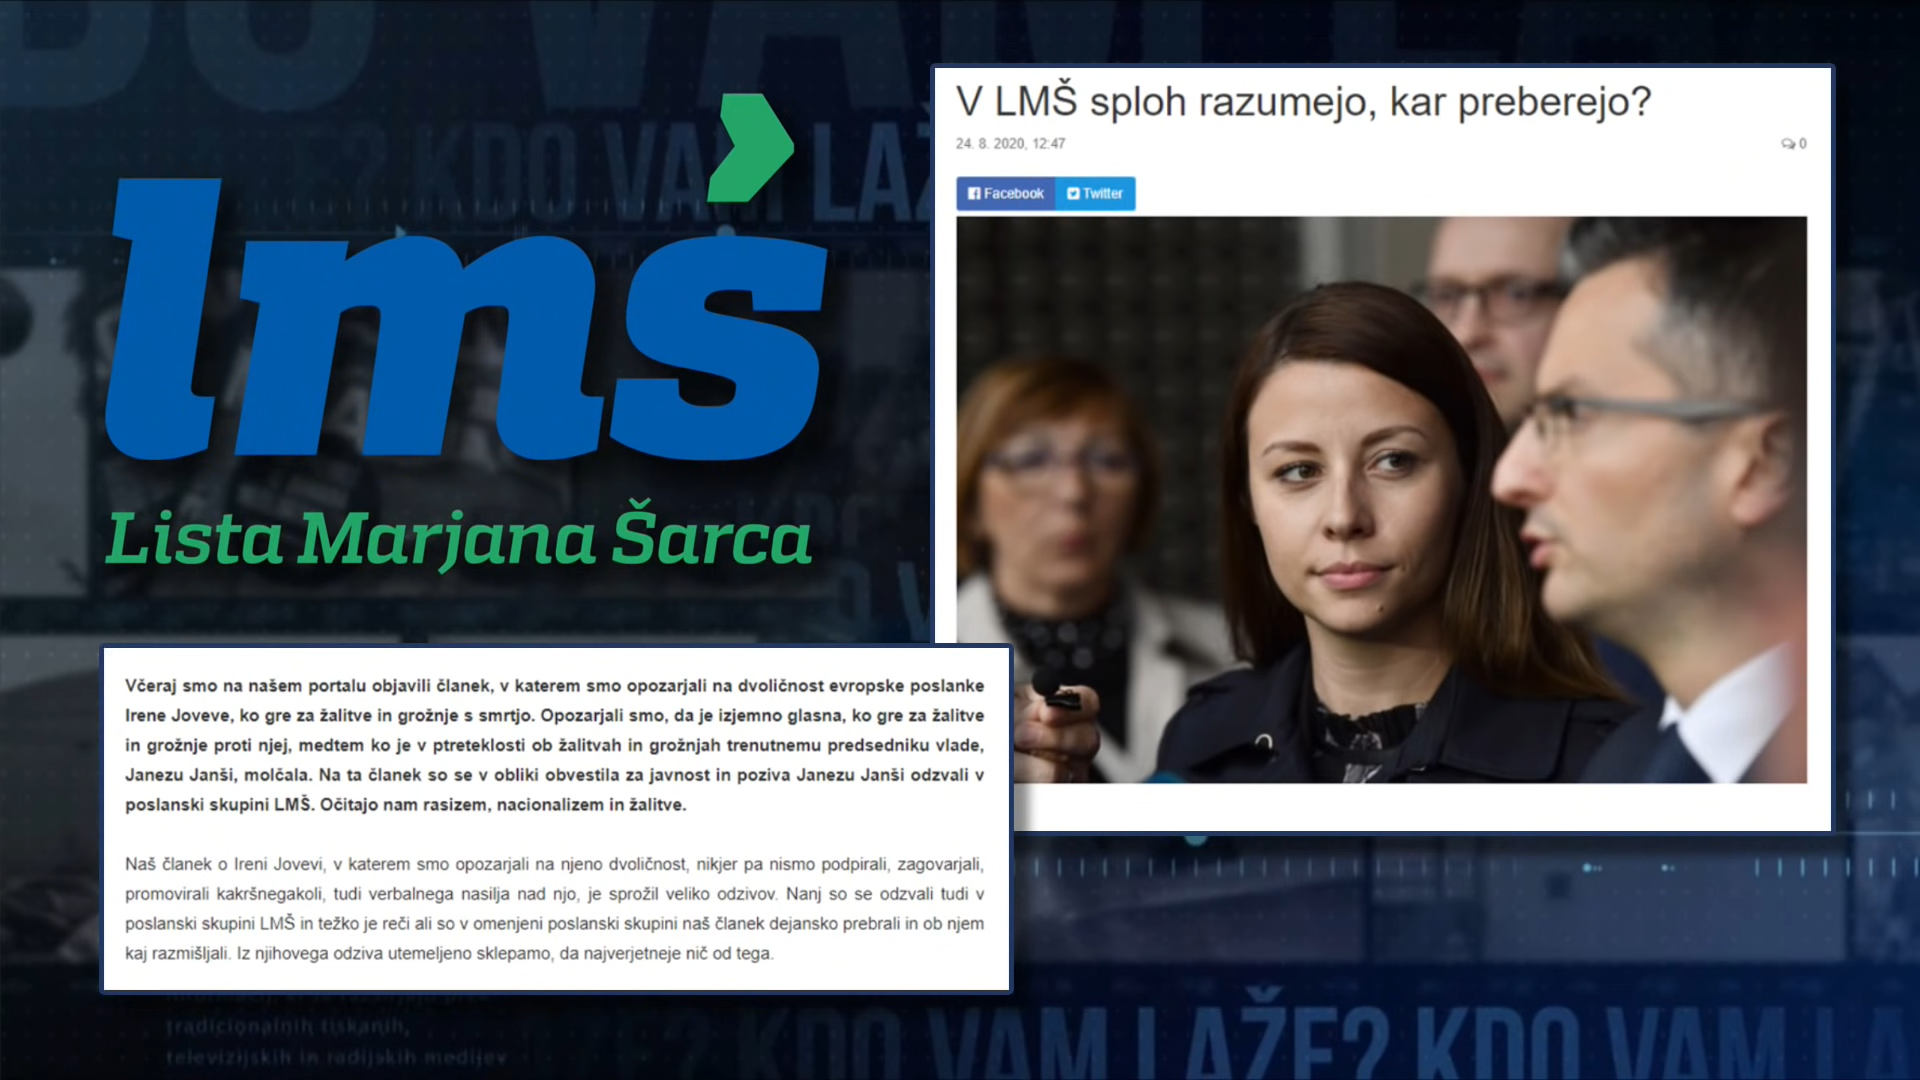 lmš
Lista Marjana Šarca
V LMŠ sploh razumejo, kar preberejo?
24. 8. 2020, 12:47
0
Facebook Twitter
Včeraj smo na našem portalu objavili članek, v katerem smo opozarjali na dvoličnost evropske poslanke
Irene Joveve, ko gre za žalitve in grožnje s smrtjo. Opozarjali smo, da je izjemno glasna, ko gre za žalitve
in grožnje proti njej, medtem ko je v ptreteklosti ob žalitvah in grožnjah trenutnemu predsedniku vlade,
Janezu Janši, molčala. Na ta članek so se v obliki obvestila za javnost in poziva Janezu Janši odzvali v
poslanski skupini LMŠ. Očitajo nam rasizem, nacionalizem in žalitve.
Naš članek o Ireni Jovevi, v katerem smo opozarjali na njeno dvoličnost, nikjer pa nismo podpirali, zagovarjali,
promovirali kakršnegakoli, tudi verbalnega nasilja nad njo, je sprožil veliko odzivov. Nanj so se odzvali tudi v
poslanski skupini LMŠ in težko je reči ali so v omenjeni poslanski skupini naš članek dejansko prebrali in ob njem
kaj razmišljali. Iz njihovega odziva utemeljeno sklepamo, da najverjetneje nič od tega.
KDO VAM LAŽE
tradicionalnih tiskanih,
televizijskih in radijskih medijev
KDO VAM LAŽE? KDO VAM LA